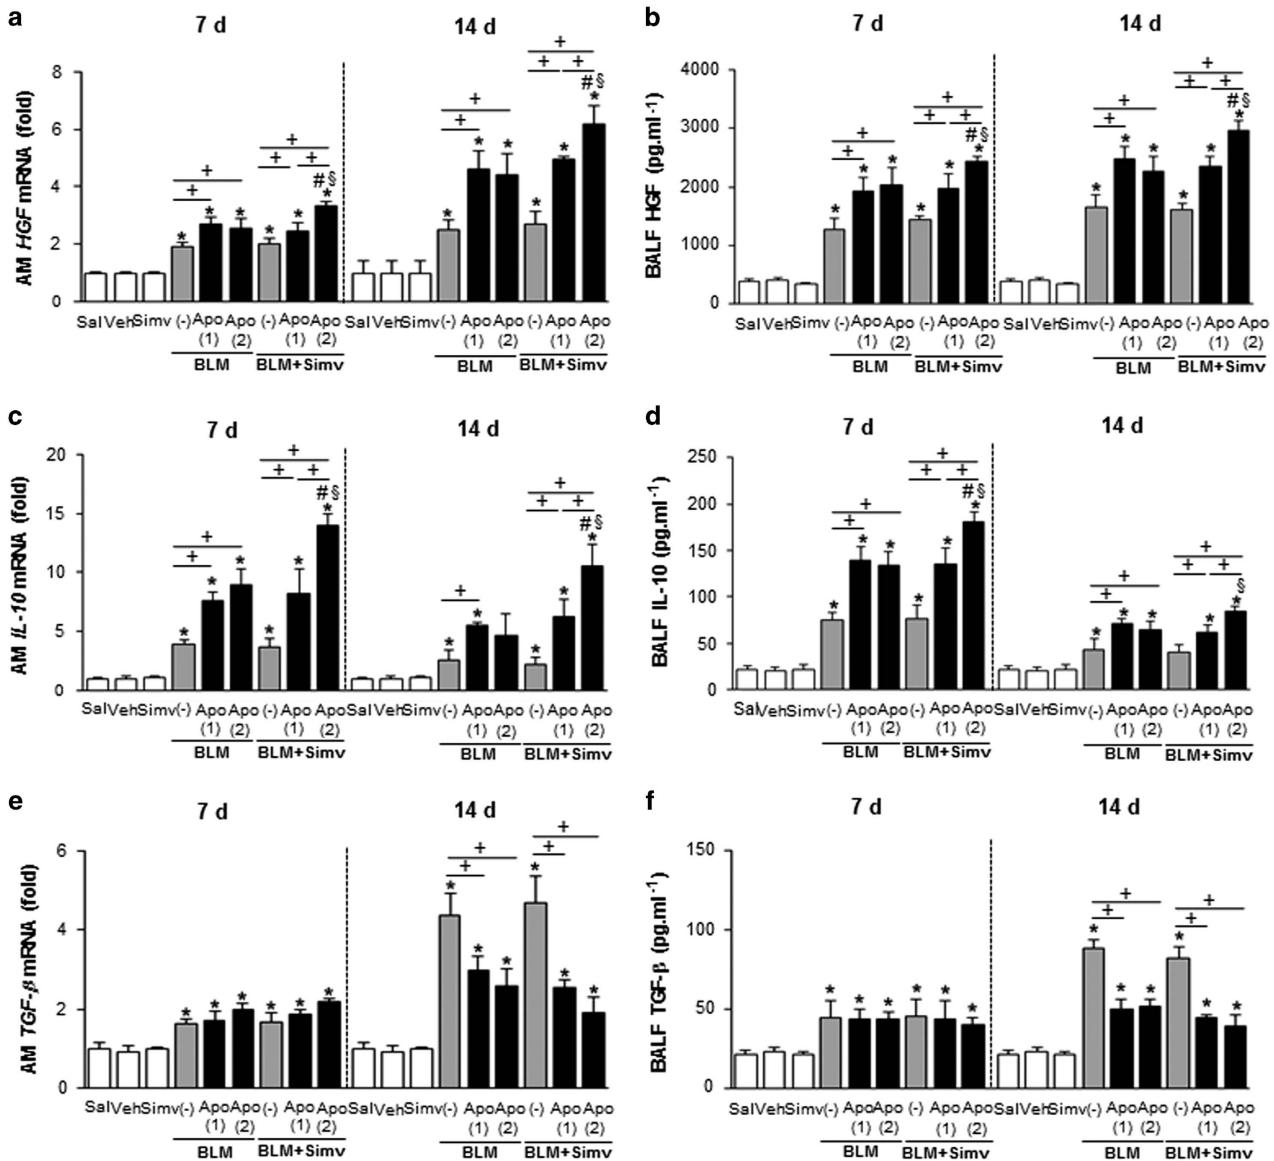 a
7 d
14 d
AM HGF mRNA (fold)
8
6
4
2
0
+
+
+
+
+
+
+
+
+
+
* * * * * #§ *
* * * * * #§ *
Sal Veh Simv (-) Apo (1) Apo (2) (-) Apo (1) Apo (2)
BLM BLM+Simv
Sal Veh Simv (-) Apo (1) Apo (2) (-) Apo (1) Apo (2)
BLM BLM+Simv
b
7 d
14 d
BALF HGF (pg.ml-1)
4000
3000
2000
1000
0
+
+
+
+
+
+
+
+
+
+
* * * * * #§ *
* * * * * #§ *
Sal Veh Simv (-) Apo (1) Apo (2) (-) Apo (1) Apo (2)
BLM BLM+Simv
Sal Veh Simv (-) Apo (1) Apo (2) (-) Apo (1) Apo (2)
BLM BLM+Simv
c
7 d
14 d
AM IL-10 mRNA (fold)
20
15
10
5
0
+
+
+
+
+
+
+
+
+
* * * * * #§ *
* * * * #§ *
Sal Veh Simv (-) Apo (1) Apo (2) (-) Apo (1) Apo (2)
BLM BLM+Simv
Sal Veh Simv (-) Apo (1) Apo (2) (-) Apo (1) Apo (2)
BLM BLM+Simv
d
7 d
14 d
BALF IL-10 (pg.ml-1)
250
200
150
100
50
0
+
+
+
+
+
+
+
+
+
+
* * * * * #§ *
* * * * § *
Sal Veh Simv (-) Apo (1) Apo (2) (-) Apo (1) Apo (2)
BLM BLM+Simv
Sal Veh Simv (-) Apo (1) Apo (2) (-) Apo (1) Apo (2)
BLM BLM+Simv
e
7 d
14 d
AM TGF-β mRNA (fold)
6
4
2
0
+
+
+
+
* * * * * *
* * * * * *
Sal Veh Simv (-) Apo (1) Apo (2) (-) Apo (1) Apo (2)
BLM BLM+Simv
Sal Veh Simv (-) Apo (1) Apo (2) (-) Apo (1) Apo (2)
BLM BLM+Simv
f
7 d
14 d
BALF TGF-β (pg.ml-1)
150
100
50
0
+
+
+
+
* * * * * *
* * * * * *
Sal Veh Simv (-) Apo (1) Apo (2) (-) Apo (1) Apo (2)
BLM BLM+Simv
Sal Veh Simv (-) Apo (1) Apo (2) (-) Apo (1) Apo (2)
BLM BLM+Simv